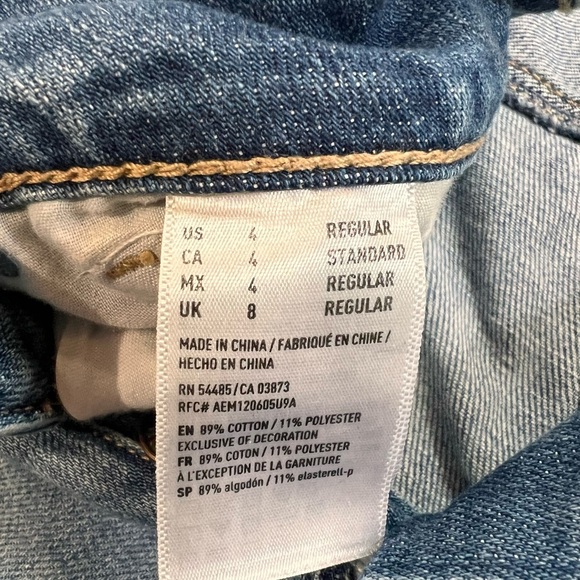 US 4 REGULAR
CA 4 STANDARD
MX 4 REGULAR
UK 8 REGULAR
MADE IN CHINA / FABRIQUÉ EN CHINE /
HECHO EN CHINA
RN 54485/CA 03873
RFC# AEM120605U9A
EN 89% COTTON / 11% POLYESTER
EXCLUSIVE OF DECORATION
FR 89% COTON / 11% POLYESTER
À L'EXCEPTION DE LA GARNITURE
SP 89% algodón / 11% elasterell-p